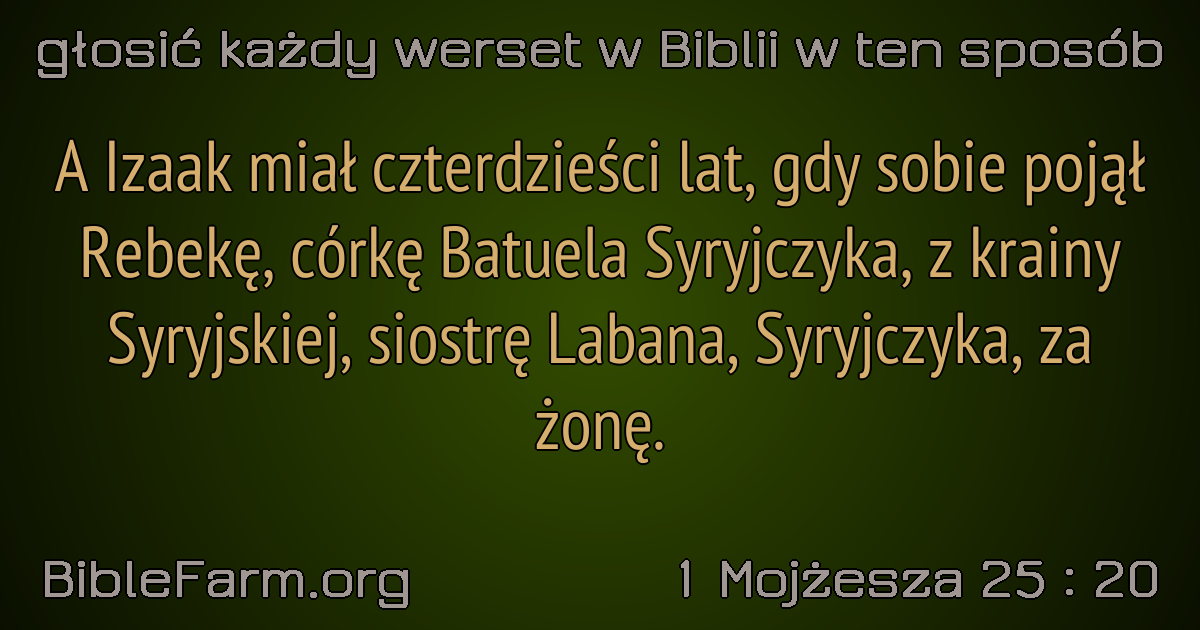 głosić każdy werset w Biblii w ten sposób
A Izaak miał czterdzieści lat, gdy sobie pojął
Rebekę, córkę Batuela Syryjczyka, z krainy
Syryjskiej, siostrę Labana, Syryjczyka, za
żonę.
BibleFarm.org
1 Mojżesza 25 : 20